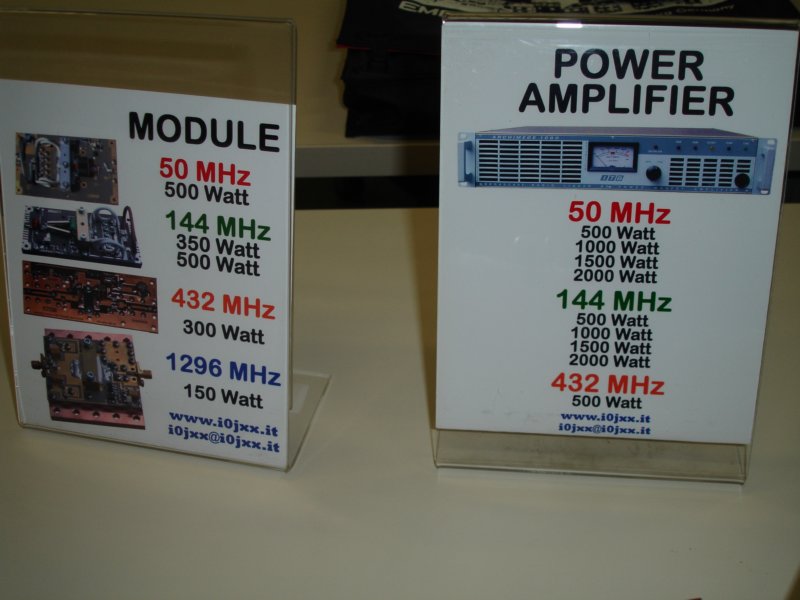 MODULE
50 MHz
500 Watt
144 MHz
350 Watt
500 Watt
432 MHz
300 Watt
1296 MHz
150 Watt
www.i0jxx.it
i0jxx@i0jxx.it
Germany
POWER
AMPLIFIER
50 MHz
500 Watt
1000 Watt
1500 Watt
2000 Watt
144 MHz
500 Watt
1000 Watt
1500 Watt
2000 Watt
432 MHz
500 Watt
www.i0jxx.it
i0jxx@i0jxx.it